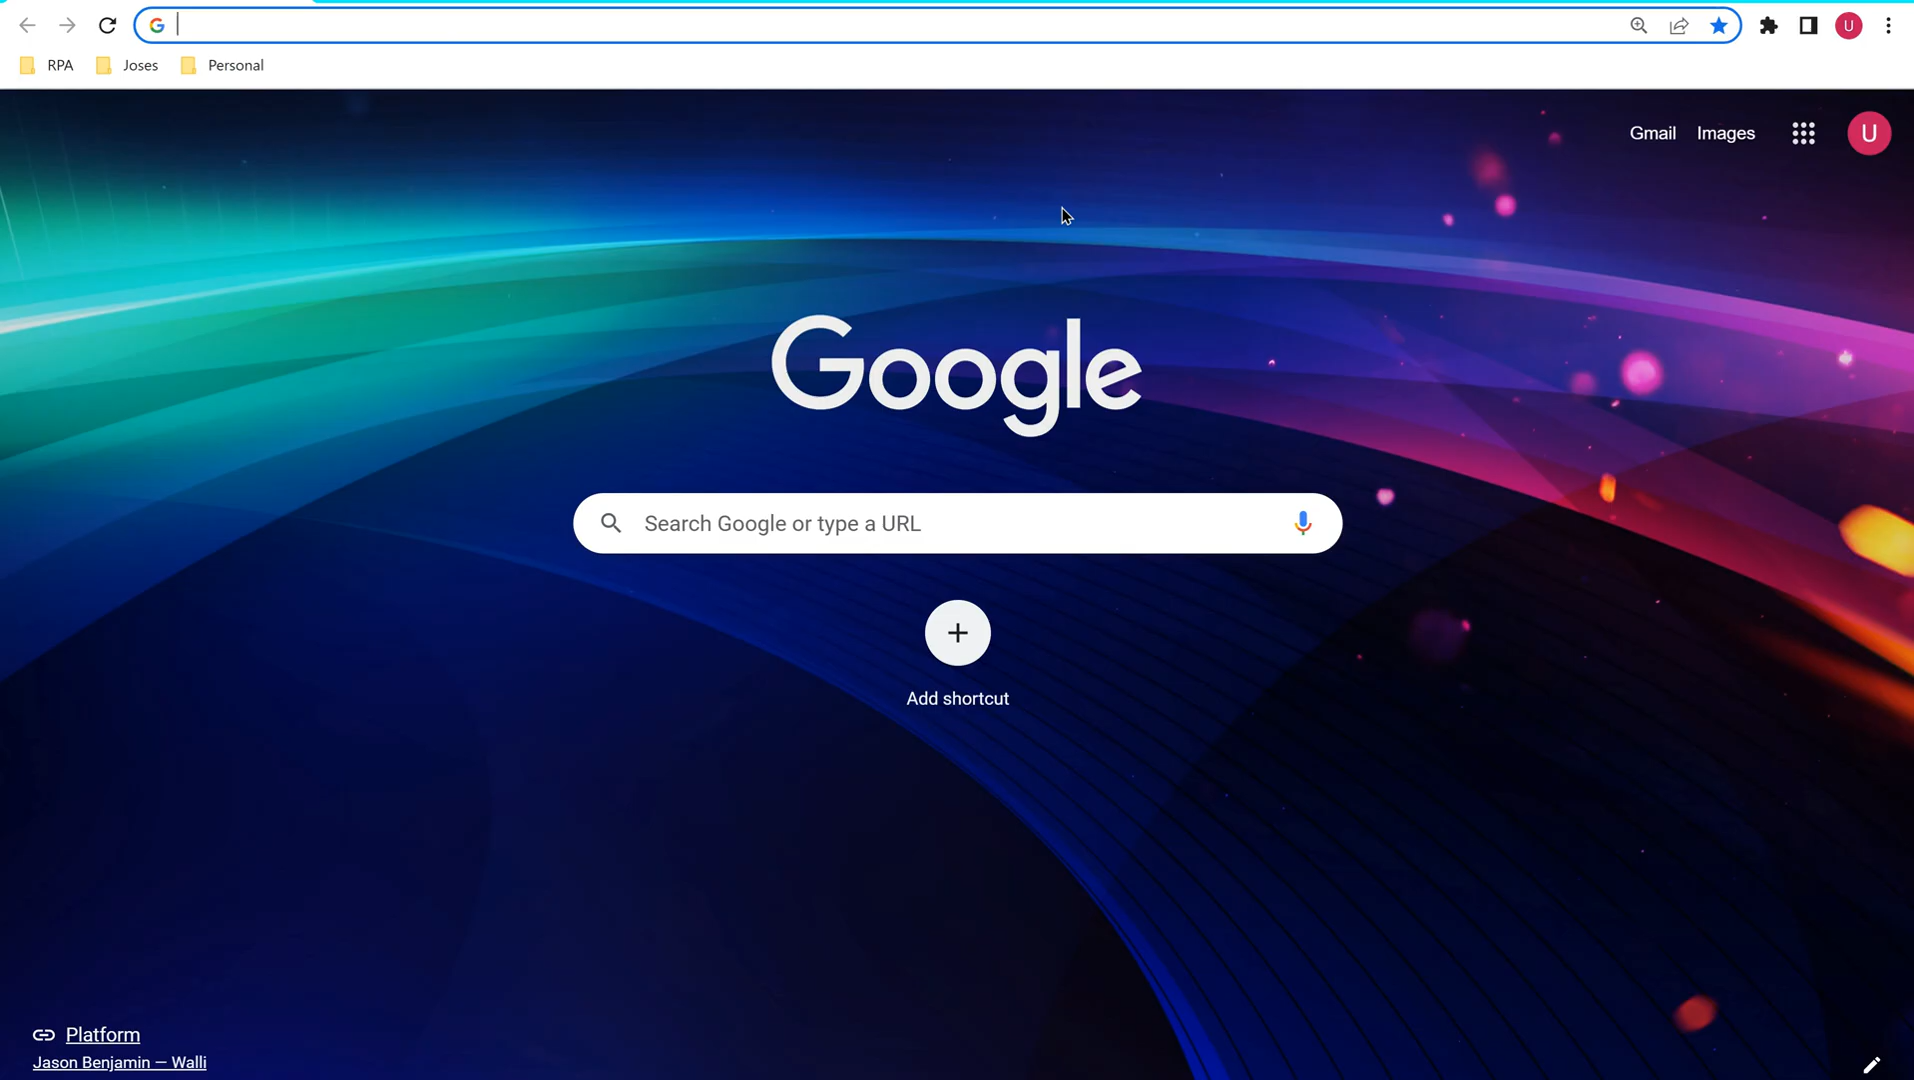 U
RPA
Joses
Personal
Gmail
Images
U
Google
Search Google or type a URL
Add shortcut
Platform
Jason Benjamin — Walli